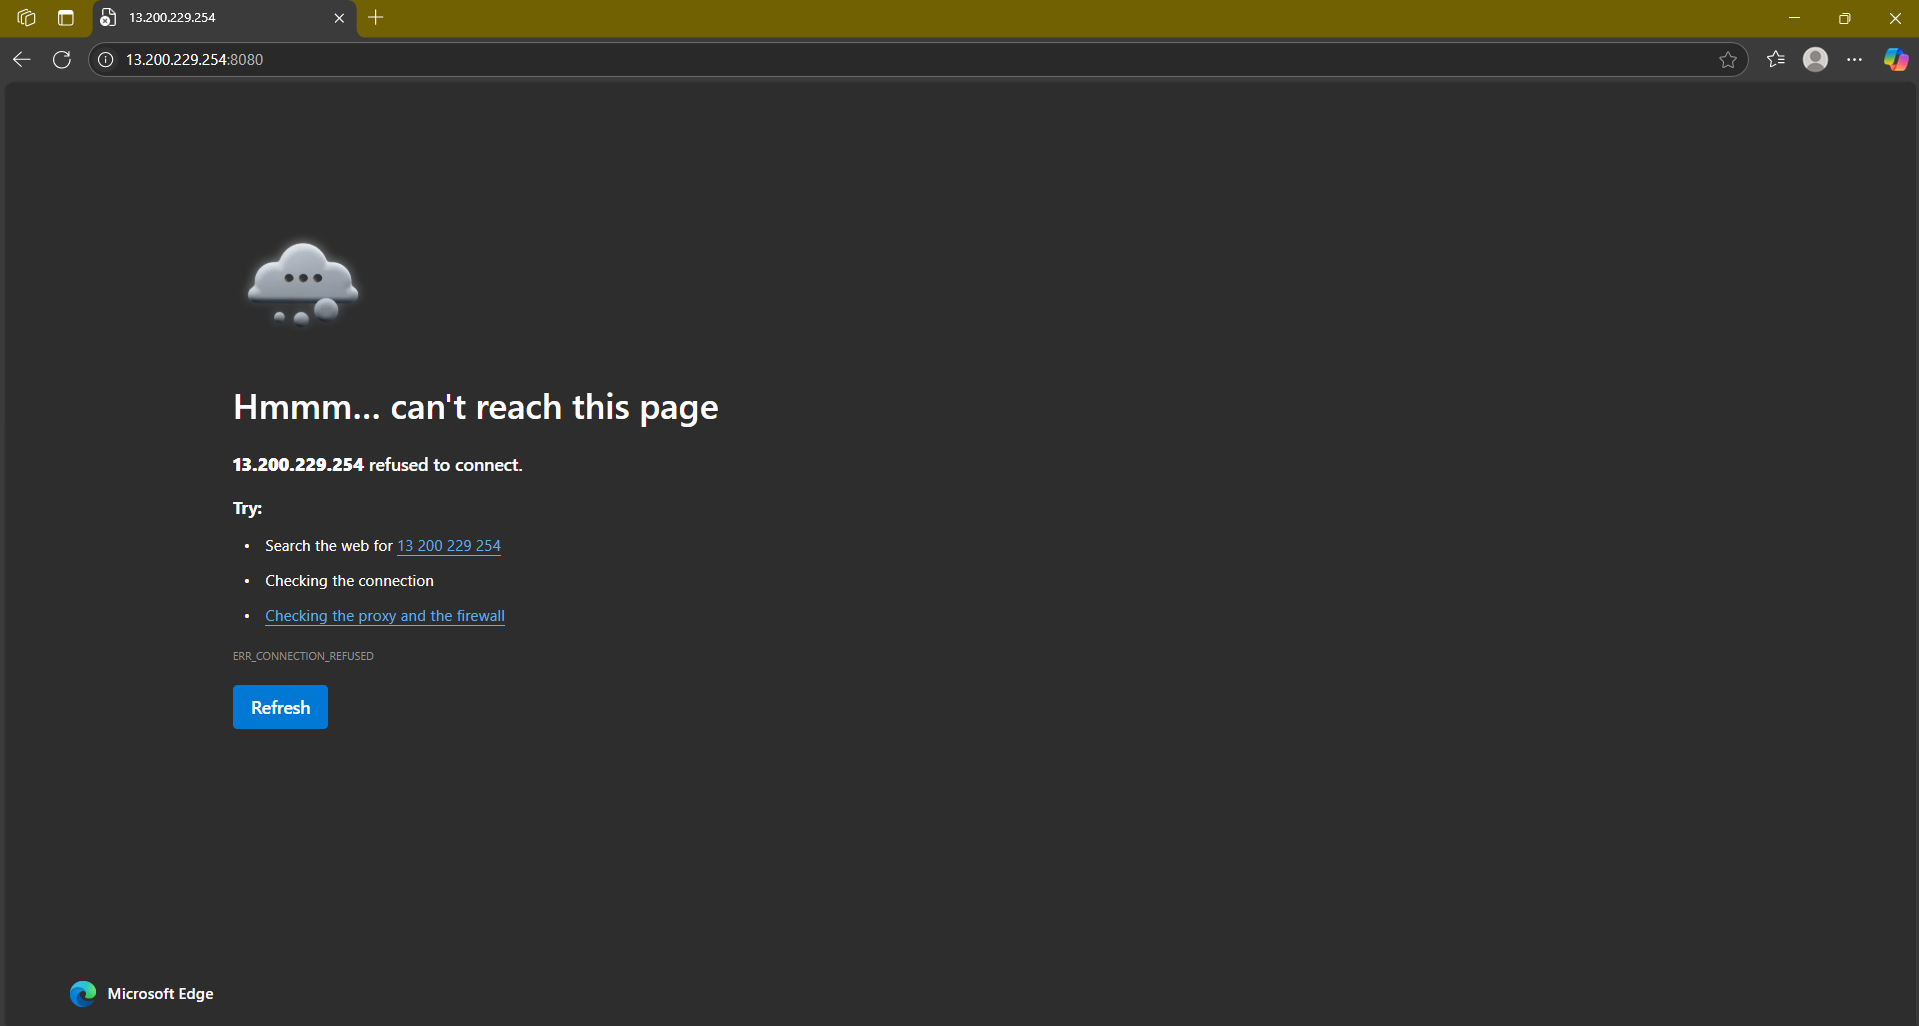 13.200.229.254
13.200.229.254:8080
Hmmm... can't reach this page
13.200.229.254 refused to connect.
Try:
• Search the web for 13 200 229 254
• Checking the connection
• Checking the proxy and the firewall
ERR_CONNECTION_REFUSED
Refresh
Microsoft Edge